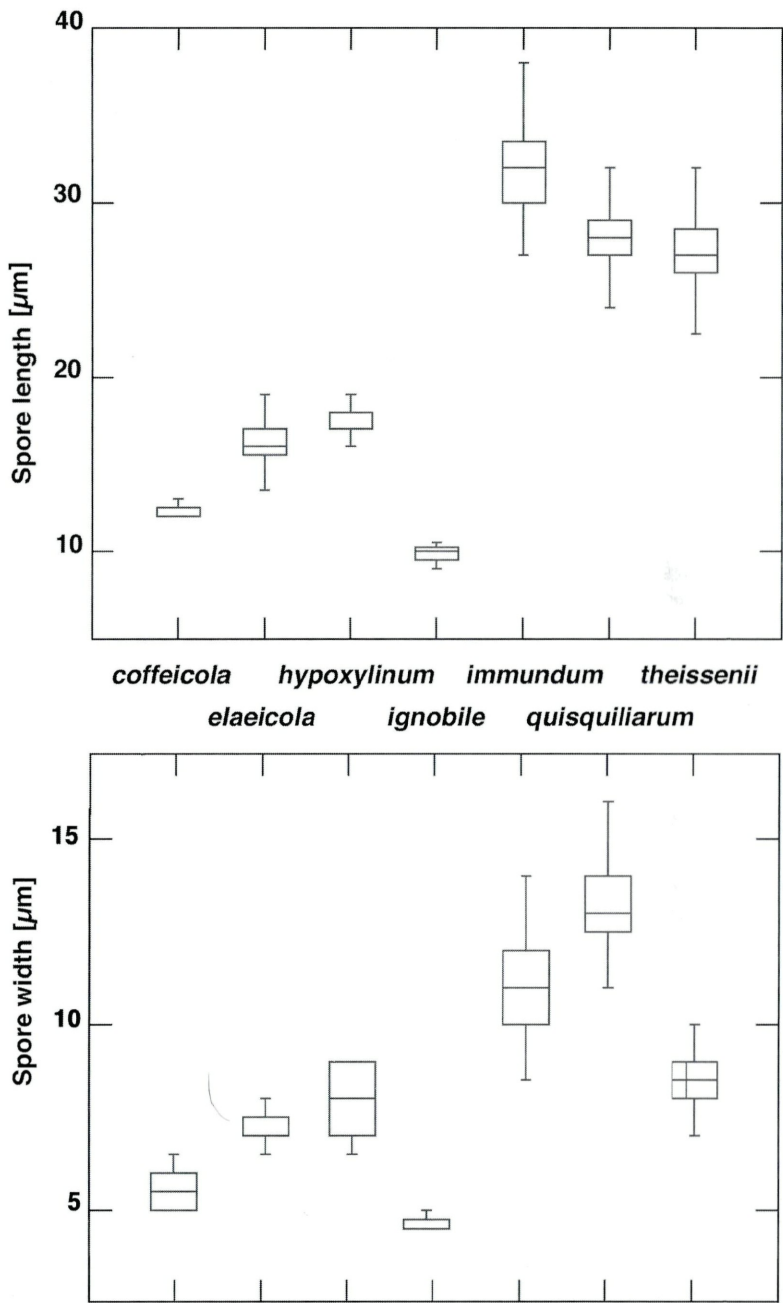 40
30
20
10
Spore length [µm]
coffeicola hypoxylinum immundum theissenii
elaeicola ignobile quisquiliarum
15
10
5
Spore width [µm]